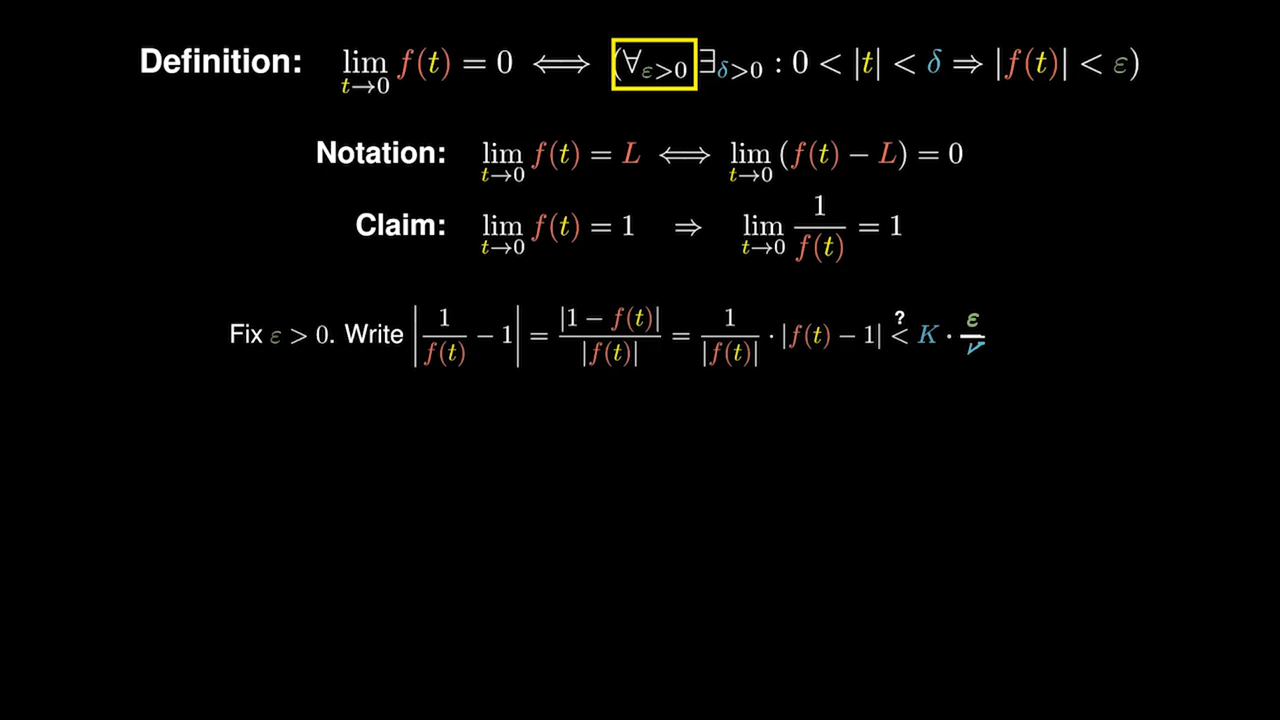 Definition: lim_{t→0} f(t) = 0 ⟺ (∀_{ε>0} ∃_{δ>0} : 0 < |t| < δ ⇒ |f(t)| < ε)
Notation: lim_{t→0} f(t) = L ⟺ lim_{t→0} (f(t) − L) = 0
Claim: lim_{t→0} f(t) = 1 ⇒ lim_{t→0} 1/f(t) = 1
Fix ε > 0. Write |1/f(t) − 1| = |1 − f(t)|/|f(t)| = 1/|f(t)| · |f(t) − 1| <^? K · ε/